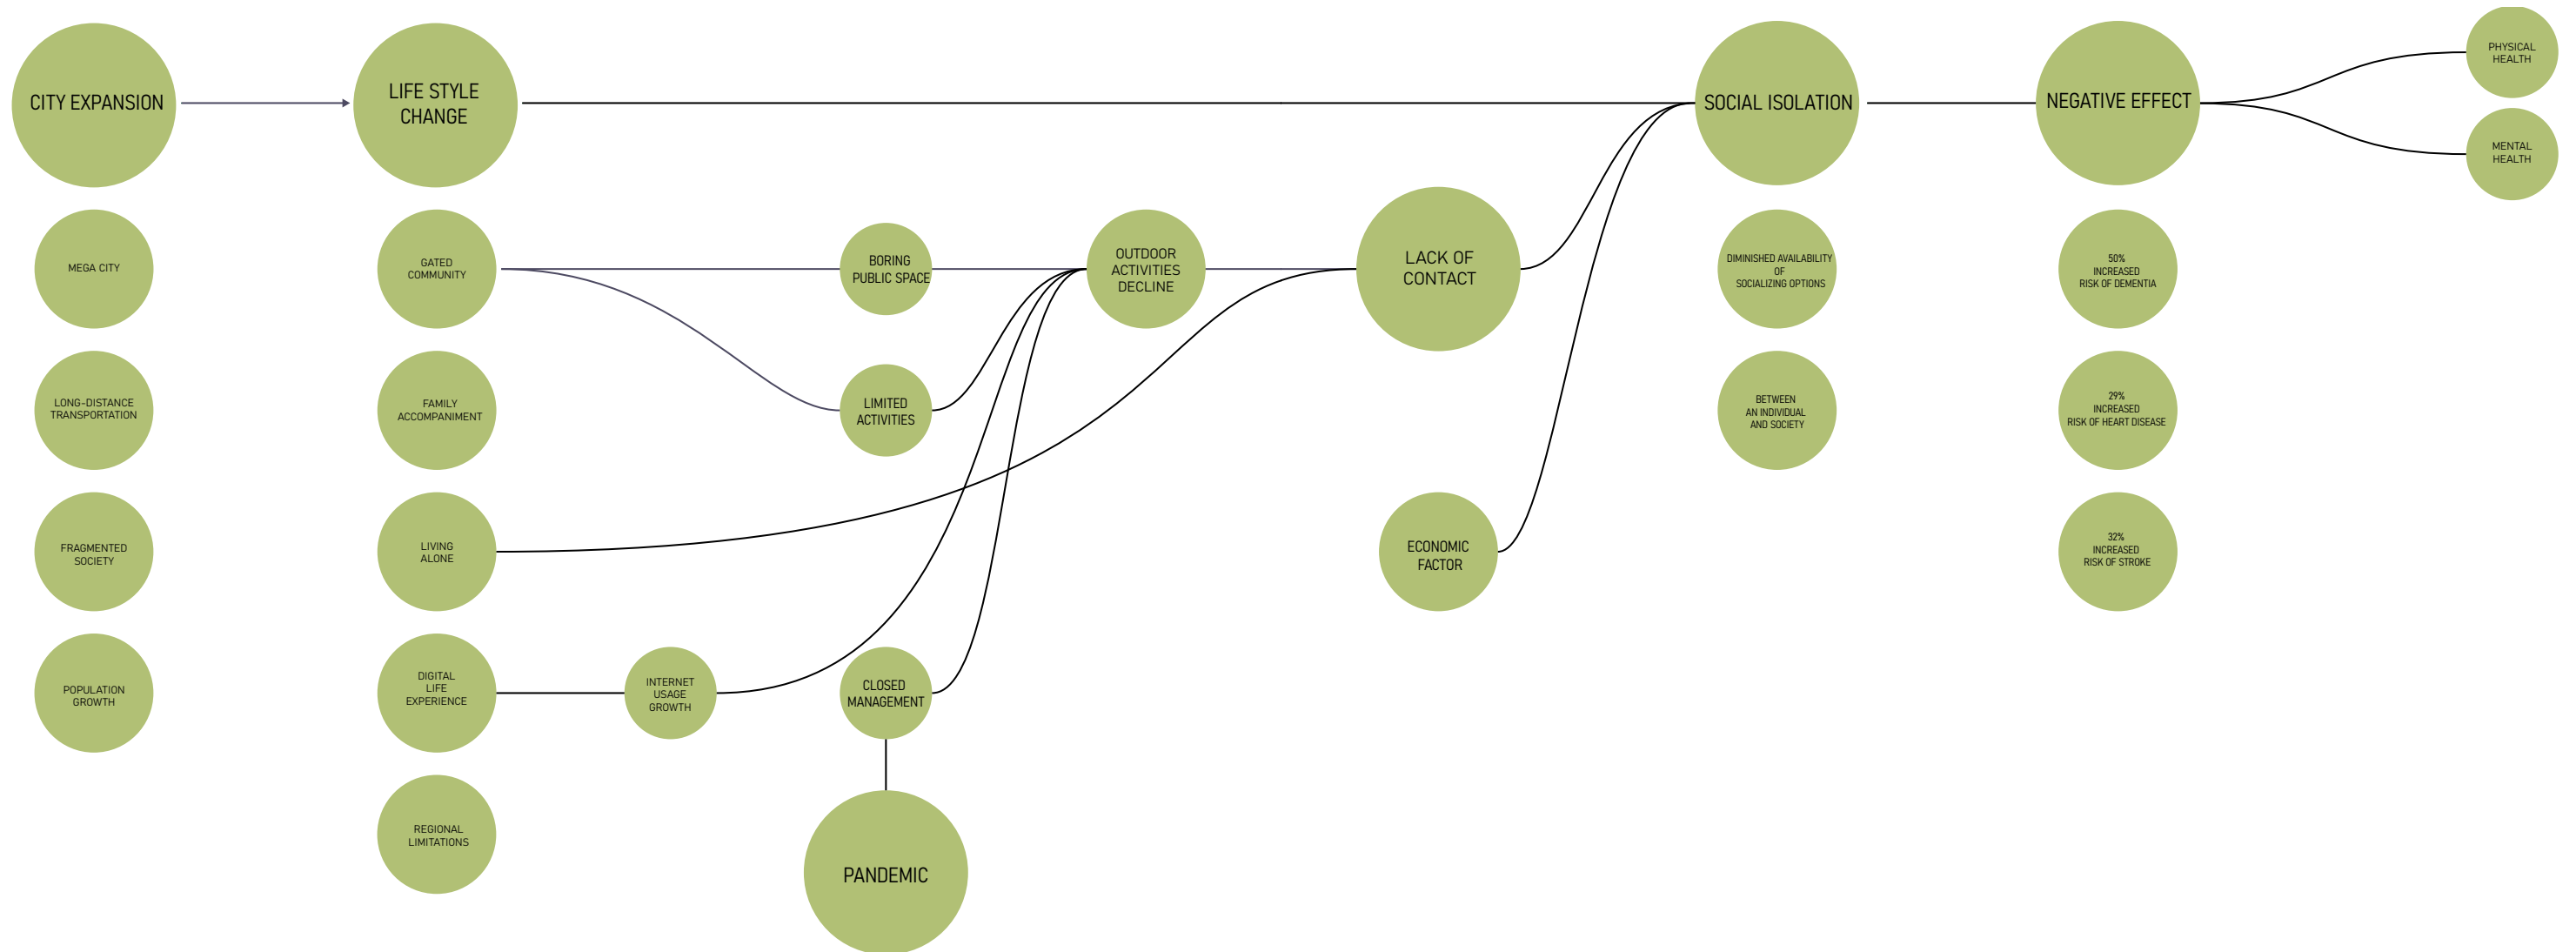 CITY EXPANSION
LIFE STYLE
CHANGE
SOCIAL ISOLATION
NEGATIVE EFFECT
PHYSICAL
HEALTH
MENTAL
HEALTH
MEGA CITY
GATED
COMMUNITY
BORING
PUBLIC SPACE
OUTDOOR
ACTIVITIES
DECLINE
LACK OF
CONTACT
DIMINISHED AVAILABILITY
OF
SOCIALIZING OPTIONS
50%
INCREASED
RISK OF DEMENTIA
LONG-DISTANCE
TRANSPORTATION
FAMILY
ACCOMPANIMENT
LIMITED
ACTIVITIES
BETWEEN
AN INDIVIDUAL
AND SOCIETY
29%
INCREASED
RISK OF HEART DISEASE
FRAGMENTED
SOCIETY
LIVING
ALONE
ECONOMIC
FACTOR
32%
INCREASED
RISK OF STROKE
POPULATION
GROWTH
DIGITAL
LIFE
EXPERIENCE
INTERNET
USAGE
GROWTH
CLOSED
MANAGEMENT
REGIONAL
LIMITATIONS
PANDEMIC